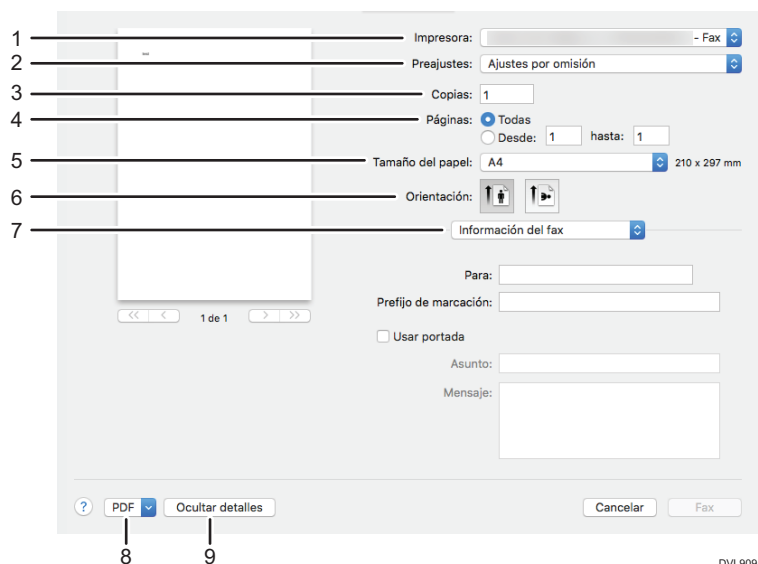 1 Impresora: - Fax
2 Preajustes: Ajustes por omisión
3 Copias: 1
4 Páginas: Todas
Desde: 1 hasta: 1
5 Tamaño del papel: A4 210 x 297 mm
6 Orientación:
7 Información del fax
Para:
Prefijo de marcación:
1 de 1
Usar portada
Asunto:
Mensaje:
? PDF Ocultar detalles Cancelar Fax
8 9